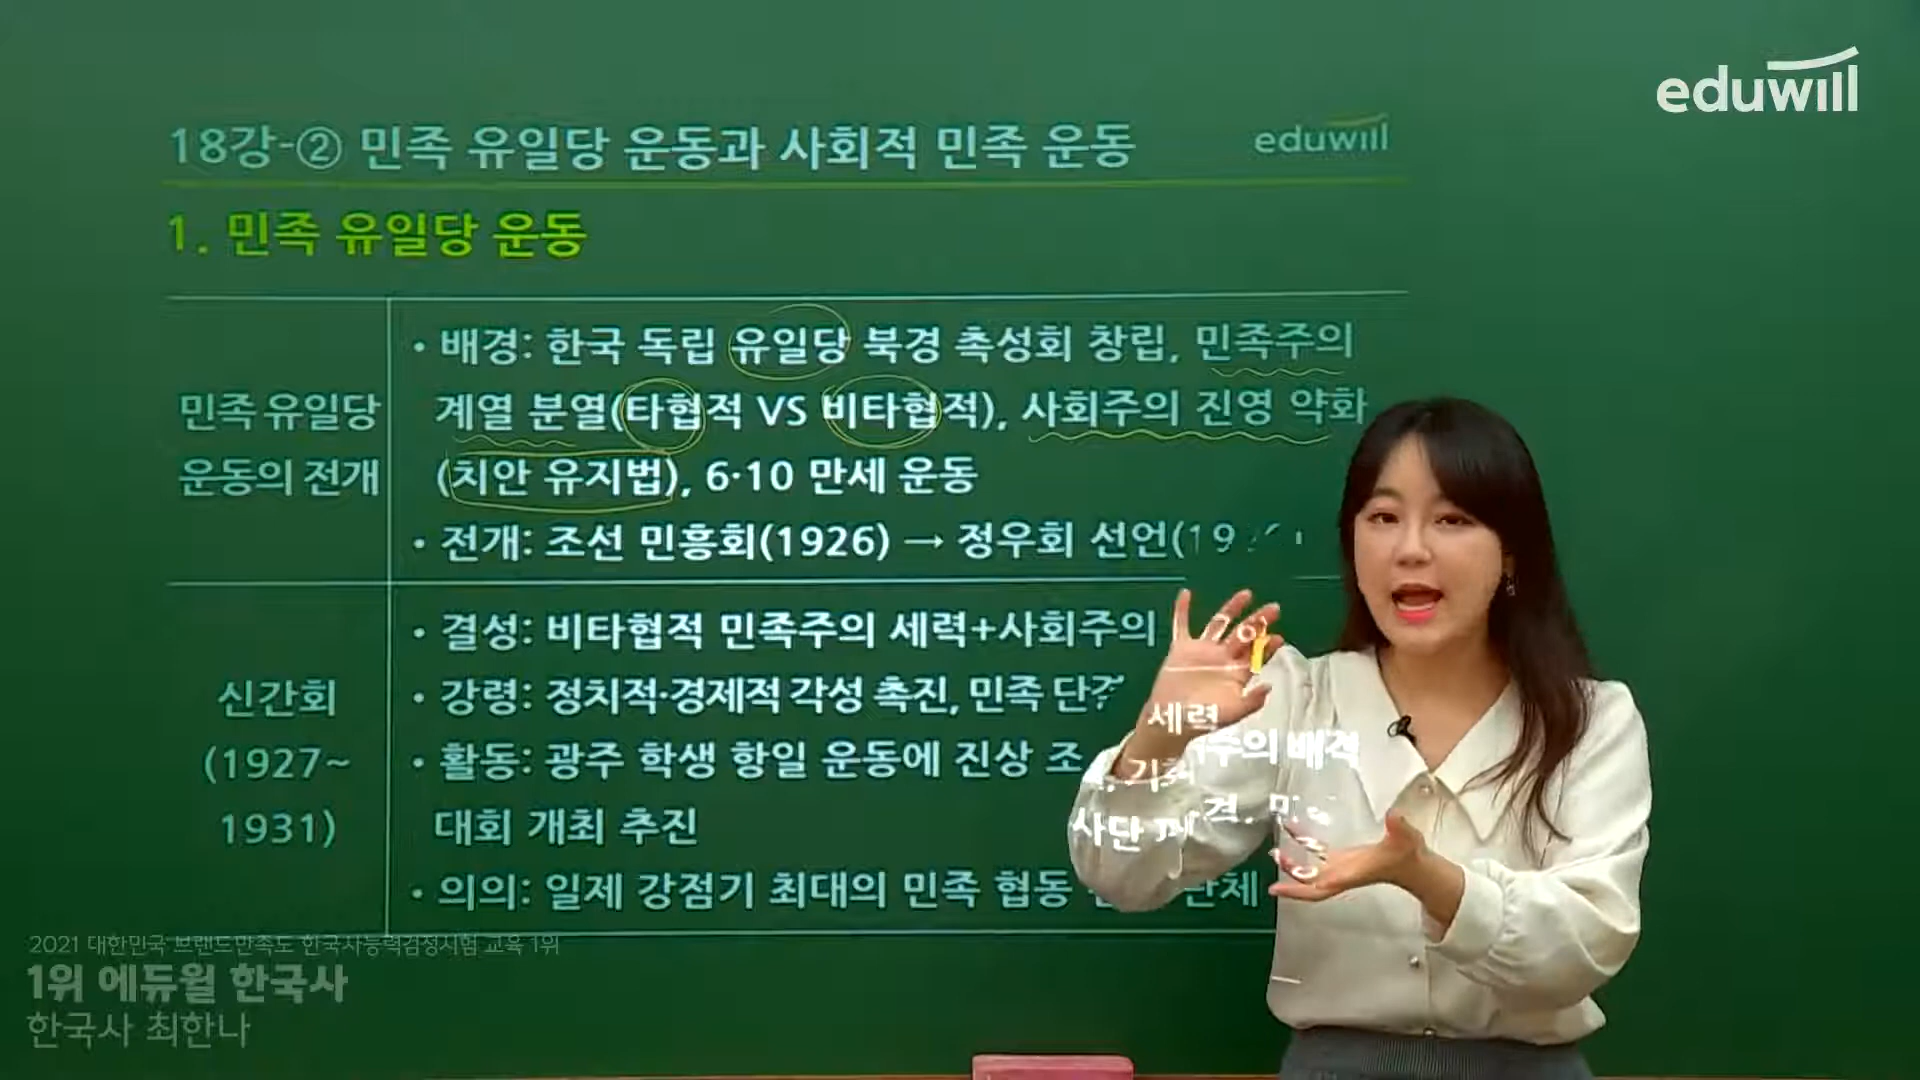 eduwill
18강-② 민족 유일당 운동과 사회적 민족 운동
eduwill
1. 민족 유일당 운동
민족 유일당
운동의 전개
• 배경: 한국 독립 유일당 북경 촉성회 창립, 민족주의
계열 분열(타협적 VS 비타협적), 사회주의 진영 약화
(치안 유지법), 6·10 만세 운동
• 전개: 조선 민흥회(1926) → 정우회 선언(19
신간회
(1927~
1931)
• 결성: 비타협적 민족주의 세력+사회주의
세력
• 강령: 정치적·경제적 각성 촉진, 민족
주의 배격
• 활동: 광주 학생 항일 운동에 진상 조
사단
대회 개최 추진
• 의의: 일제 강점기 최대의 민족 협동 단체
2021 대한민국 브랜드만족도 한국사능력검정시험 교육 1위
1위 에듀윌 한국사
한국사 최한나